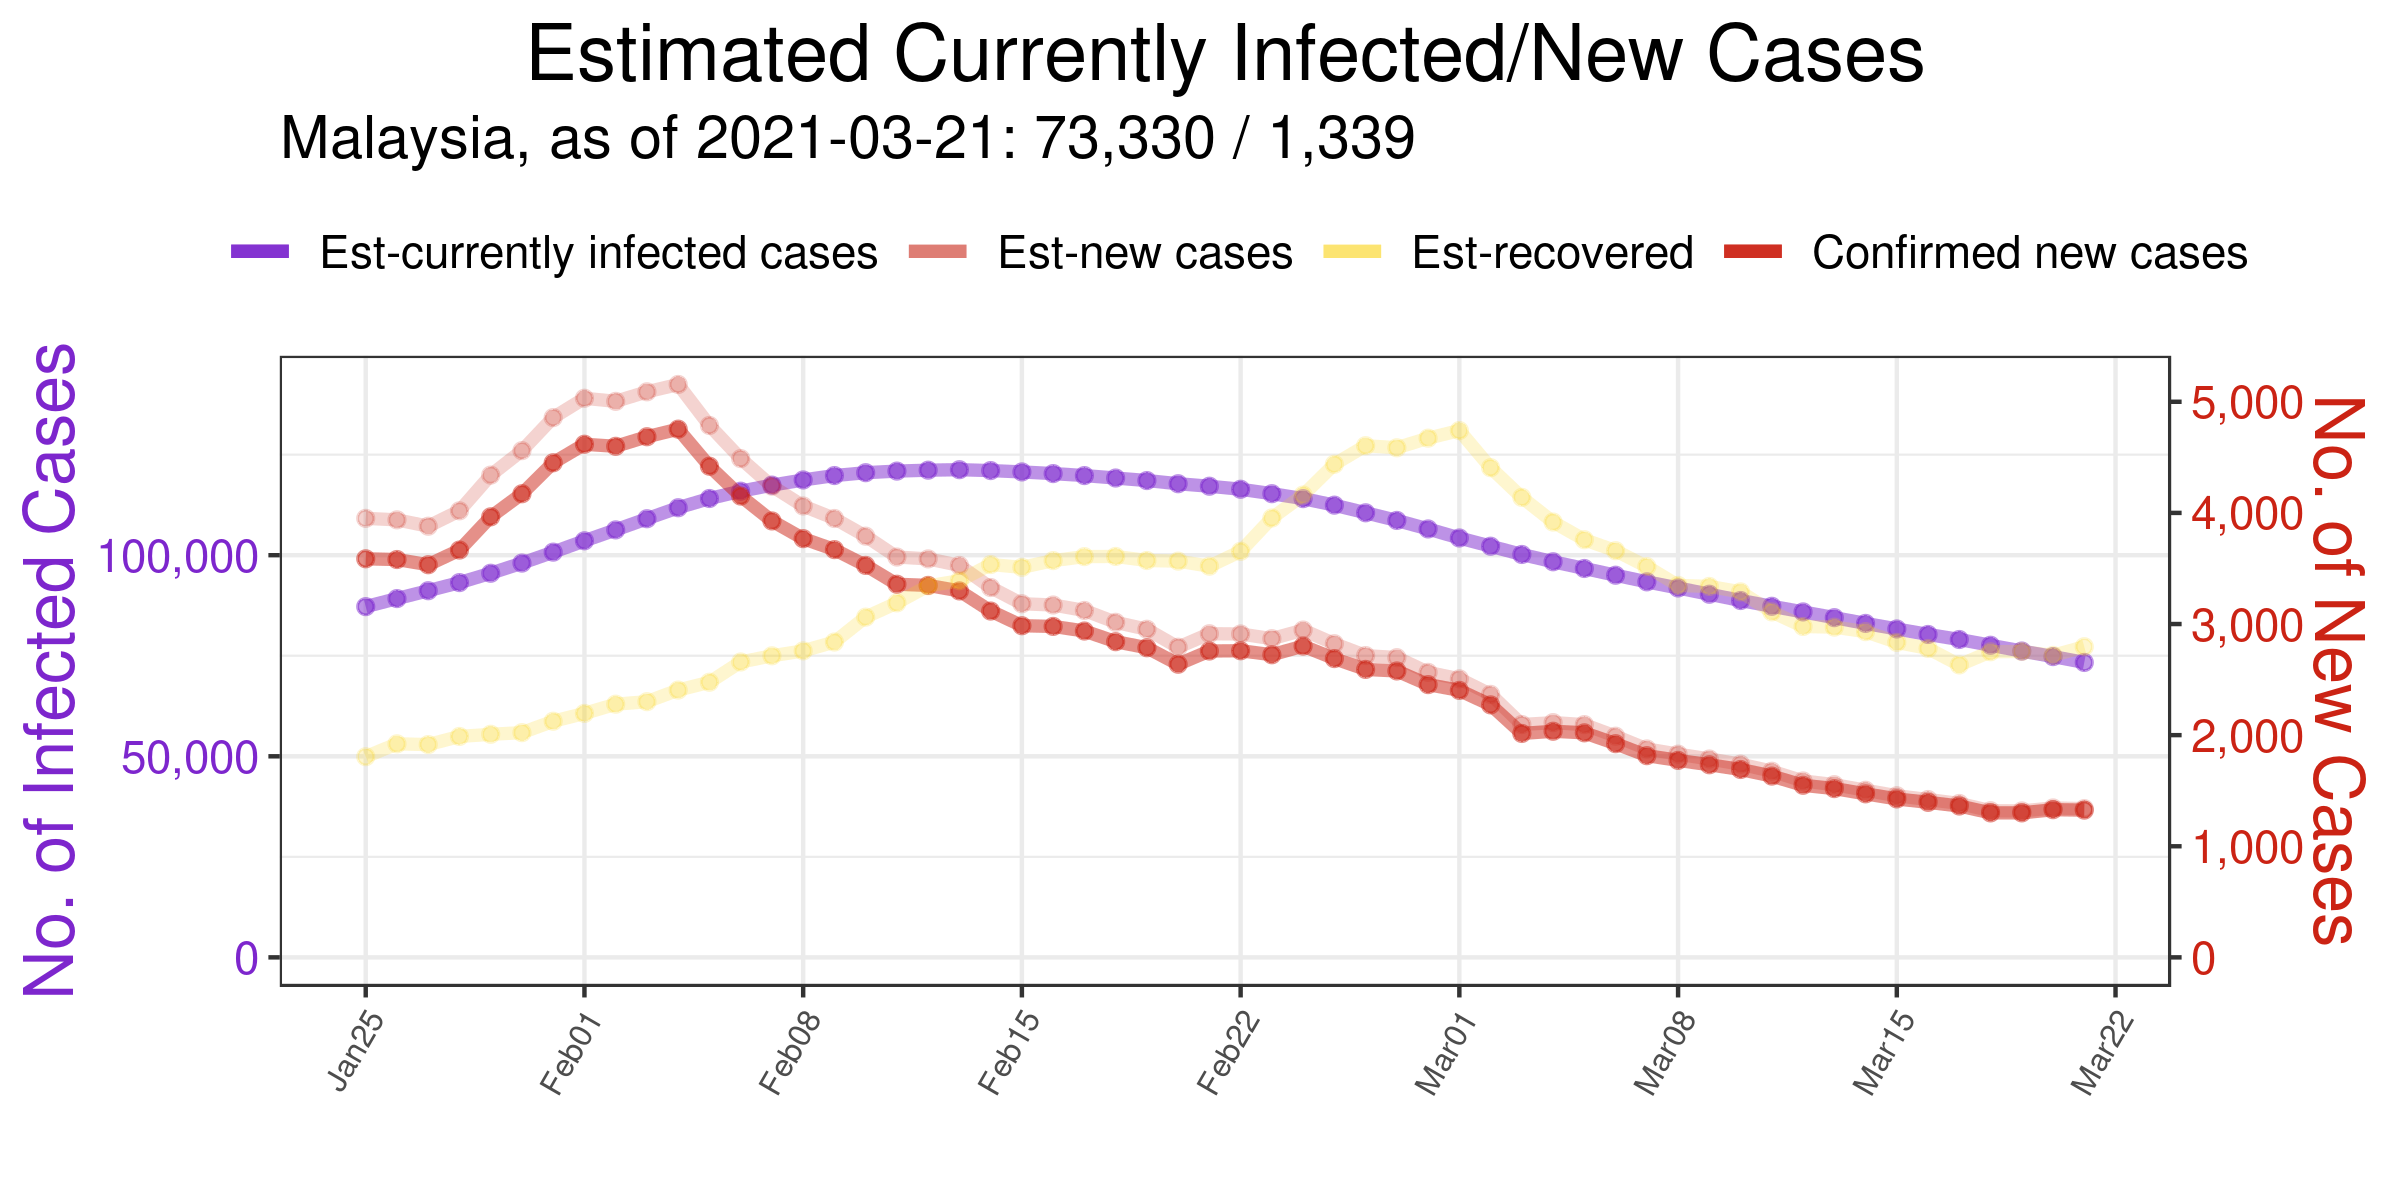 Estimated Currently Infected/New Cases
Malaysia, as of 2021-03-21: 73,330 / 1,339
Est-currently infected cases Est-new cases Est-recovered Confirmed new cases
No. of Infected Cases
100,000
50,000
0
5,000
4,000
3,000
2,000
1,000
0
No. of New Cases
Jan25 Feb01 Feb08 Feb15 Feb22 Mar01 Mar08 Mar15 Mar22